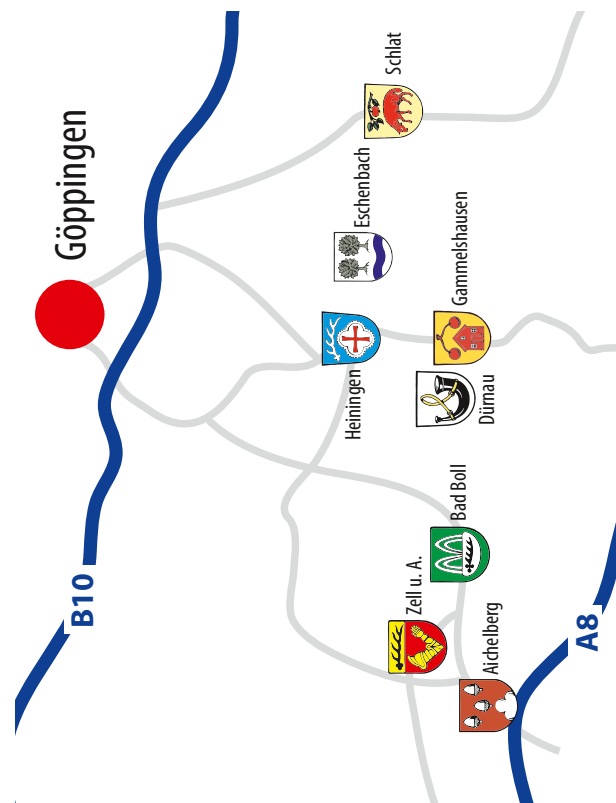 Göppingen
Schlat
Eschenbach
Gammelshausen
Heiningen
Dürnau
Bad Boll
Zell u. A.
Aichelberg
B10
A8